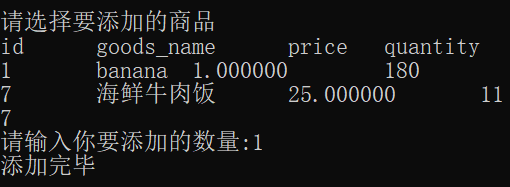 请选择要添加的商品
id goods_name price quantity
1 banana 1.000000 180
7 海鲜牛肉饭 25.000000 11
7
请输入你要添加的数量:1
添加完毕